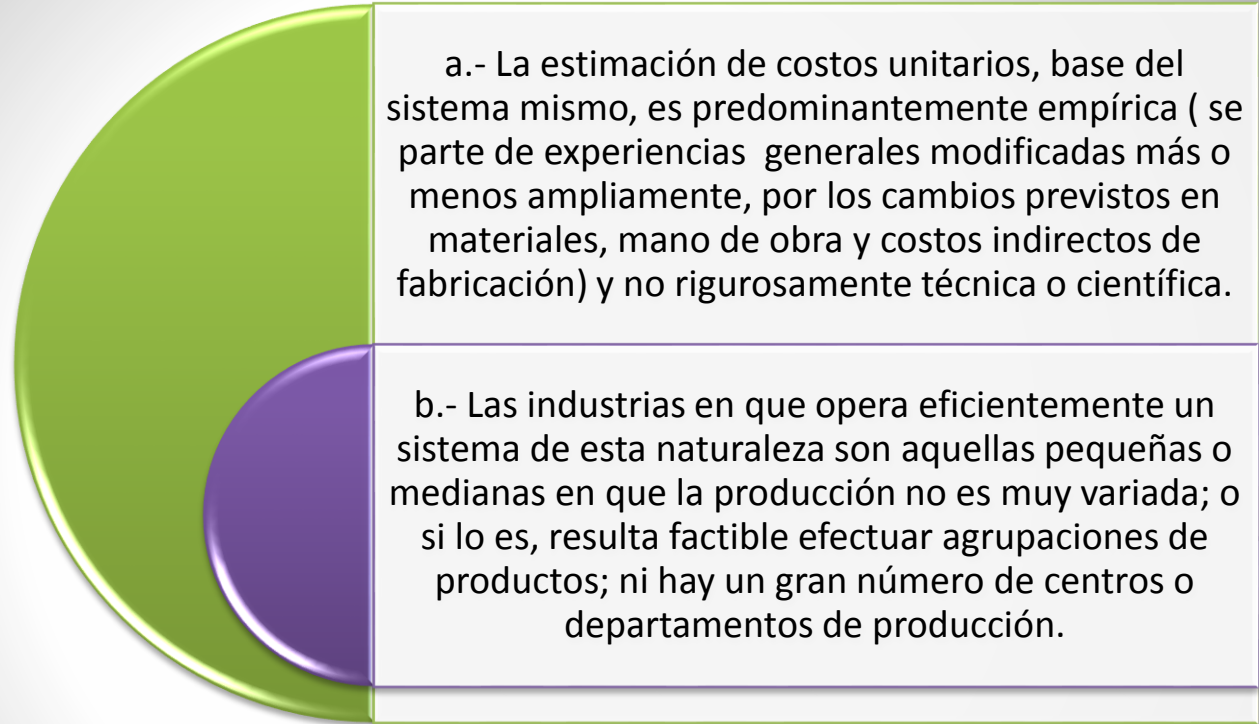 a.- La estimación de costos unitarios, base del
sistema mismo, es predominantemente empírica ( se
parte de experiencias generales modificadas más o
menos ampliamente, por los cambios previstos en
materiales, mano de obra y costos indirectos de
fabricación) y no rigurosamente técnica o científica.
b.- Las industrias en que opera eficientemente un
sistema de esta naturaleza son aquellas pequeñas o
medianas en que la producción no es muy variada; o
si lo es, resulta factible efectuar agrupaciones de
productos; ni hay un gran número de centros o
departamentos de producción.